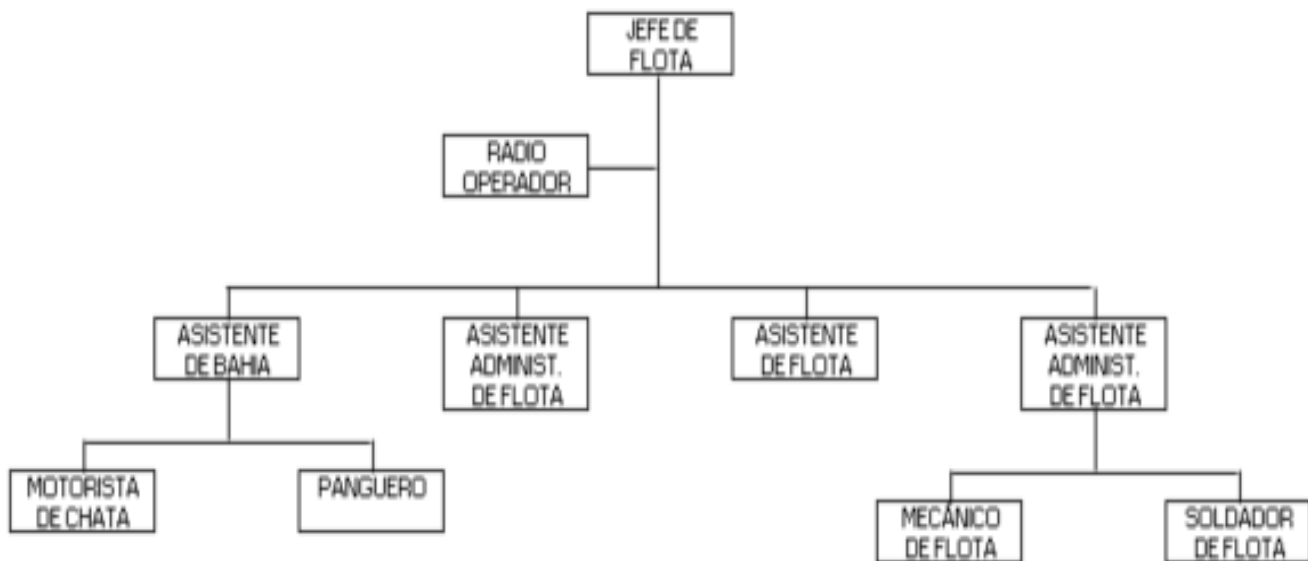 JEFE DE
FLOTA
RADIO
OPERADOR
ASISTENTE
DE BAHIA
ASISTENTE
ADMINIST.
DE FLOTA
ASISTENTE
DE FLOTA
ASISTENTE
ADMINIST.
DE FLOTA
MOTORISTA
DE CHATA
PANGUERO
MECÁNICO
DE FLOTA
SOLDADOR
DE FLOTA